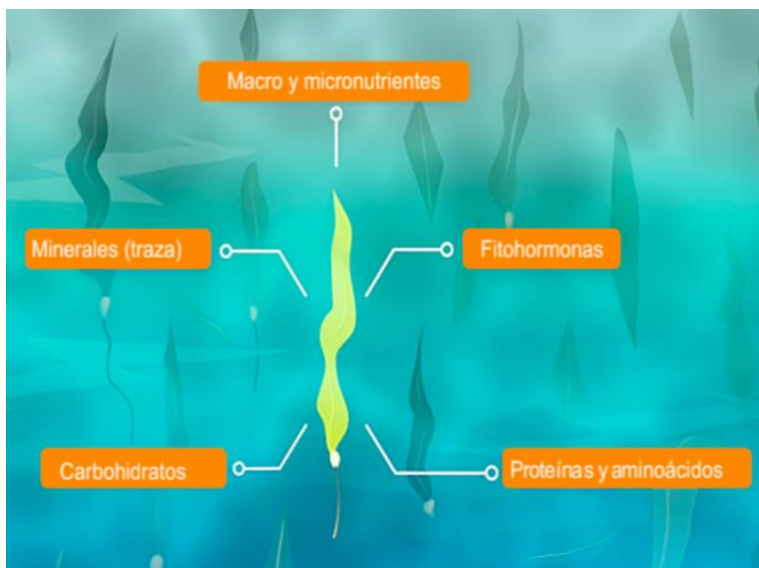 Macro y micronutrientes
Minerales (traza)
Fitohormonas
Carbohidratos
Proteínas y aminoácidos